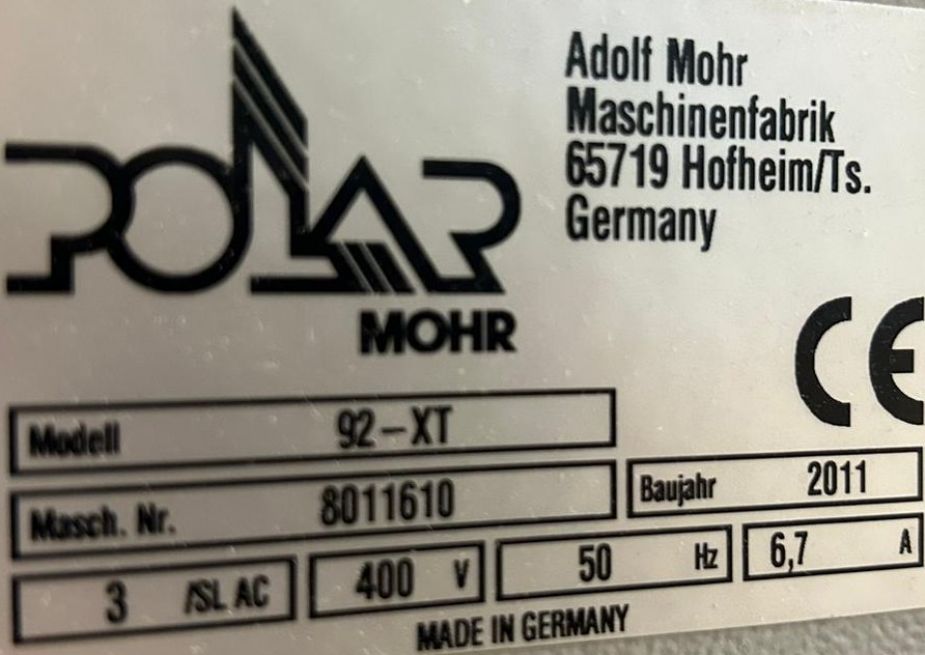 POLAR
MOHR
Adolf Mohr
Maschinenfabrik
65719 Hofheim/Ts.
Germany
CE
Modell 92-XT
Masch. Nr. 8011610
Baujahr 2011
3 /SL AC 400 V 50 Hz 6,7 A
MADE IN GERMANY